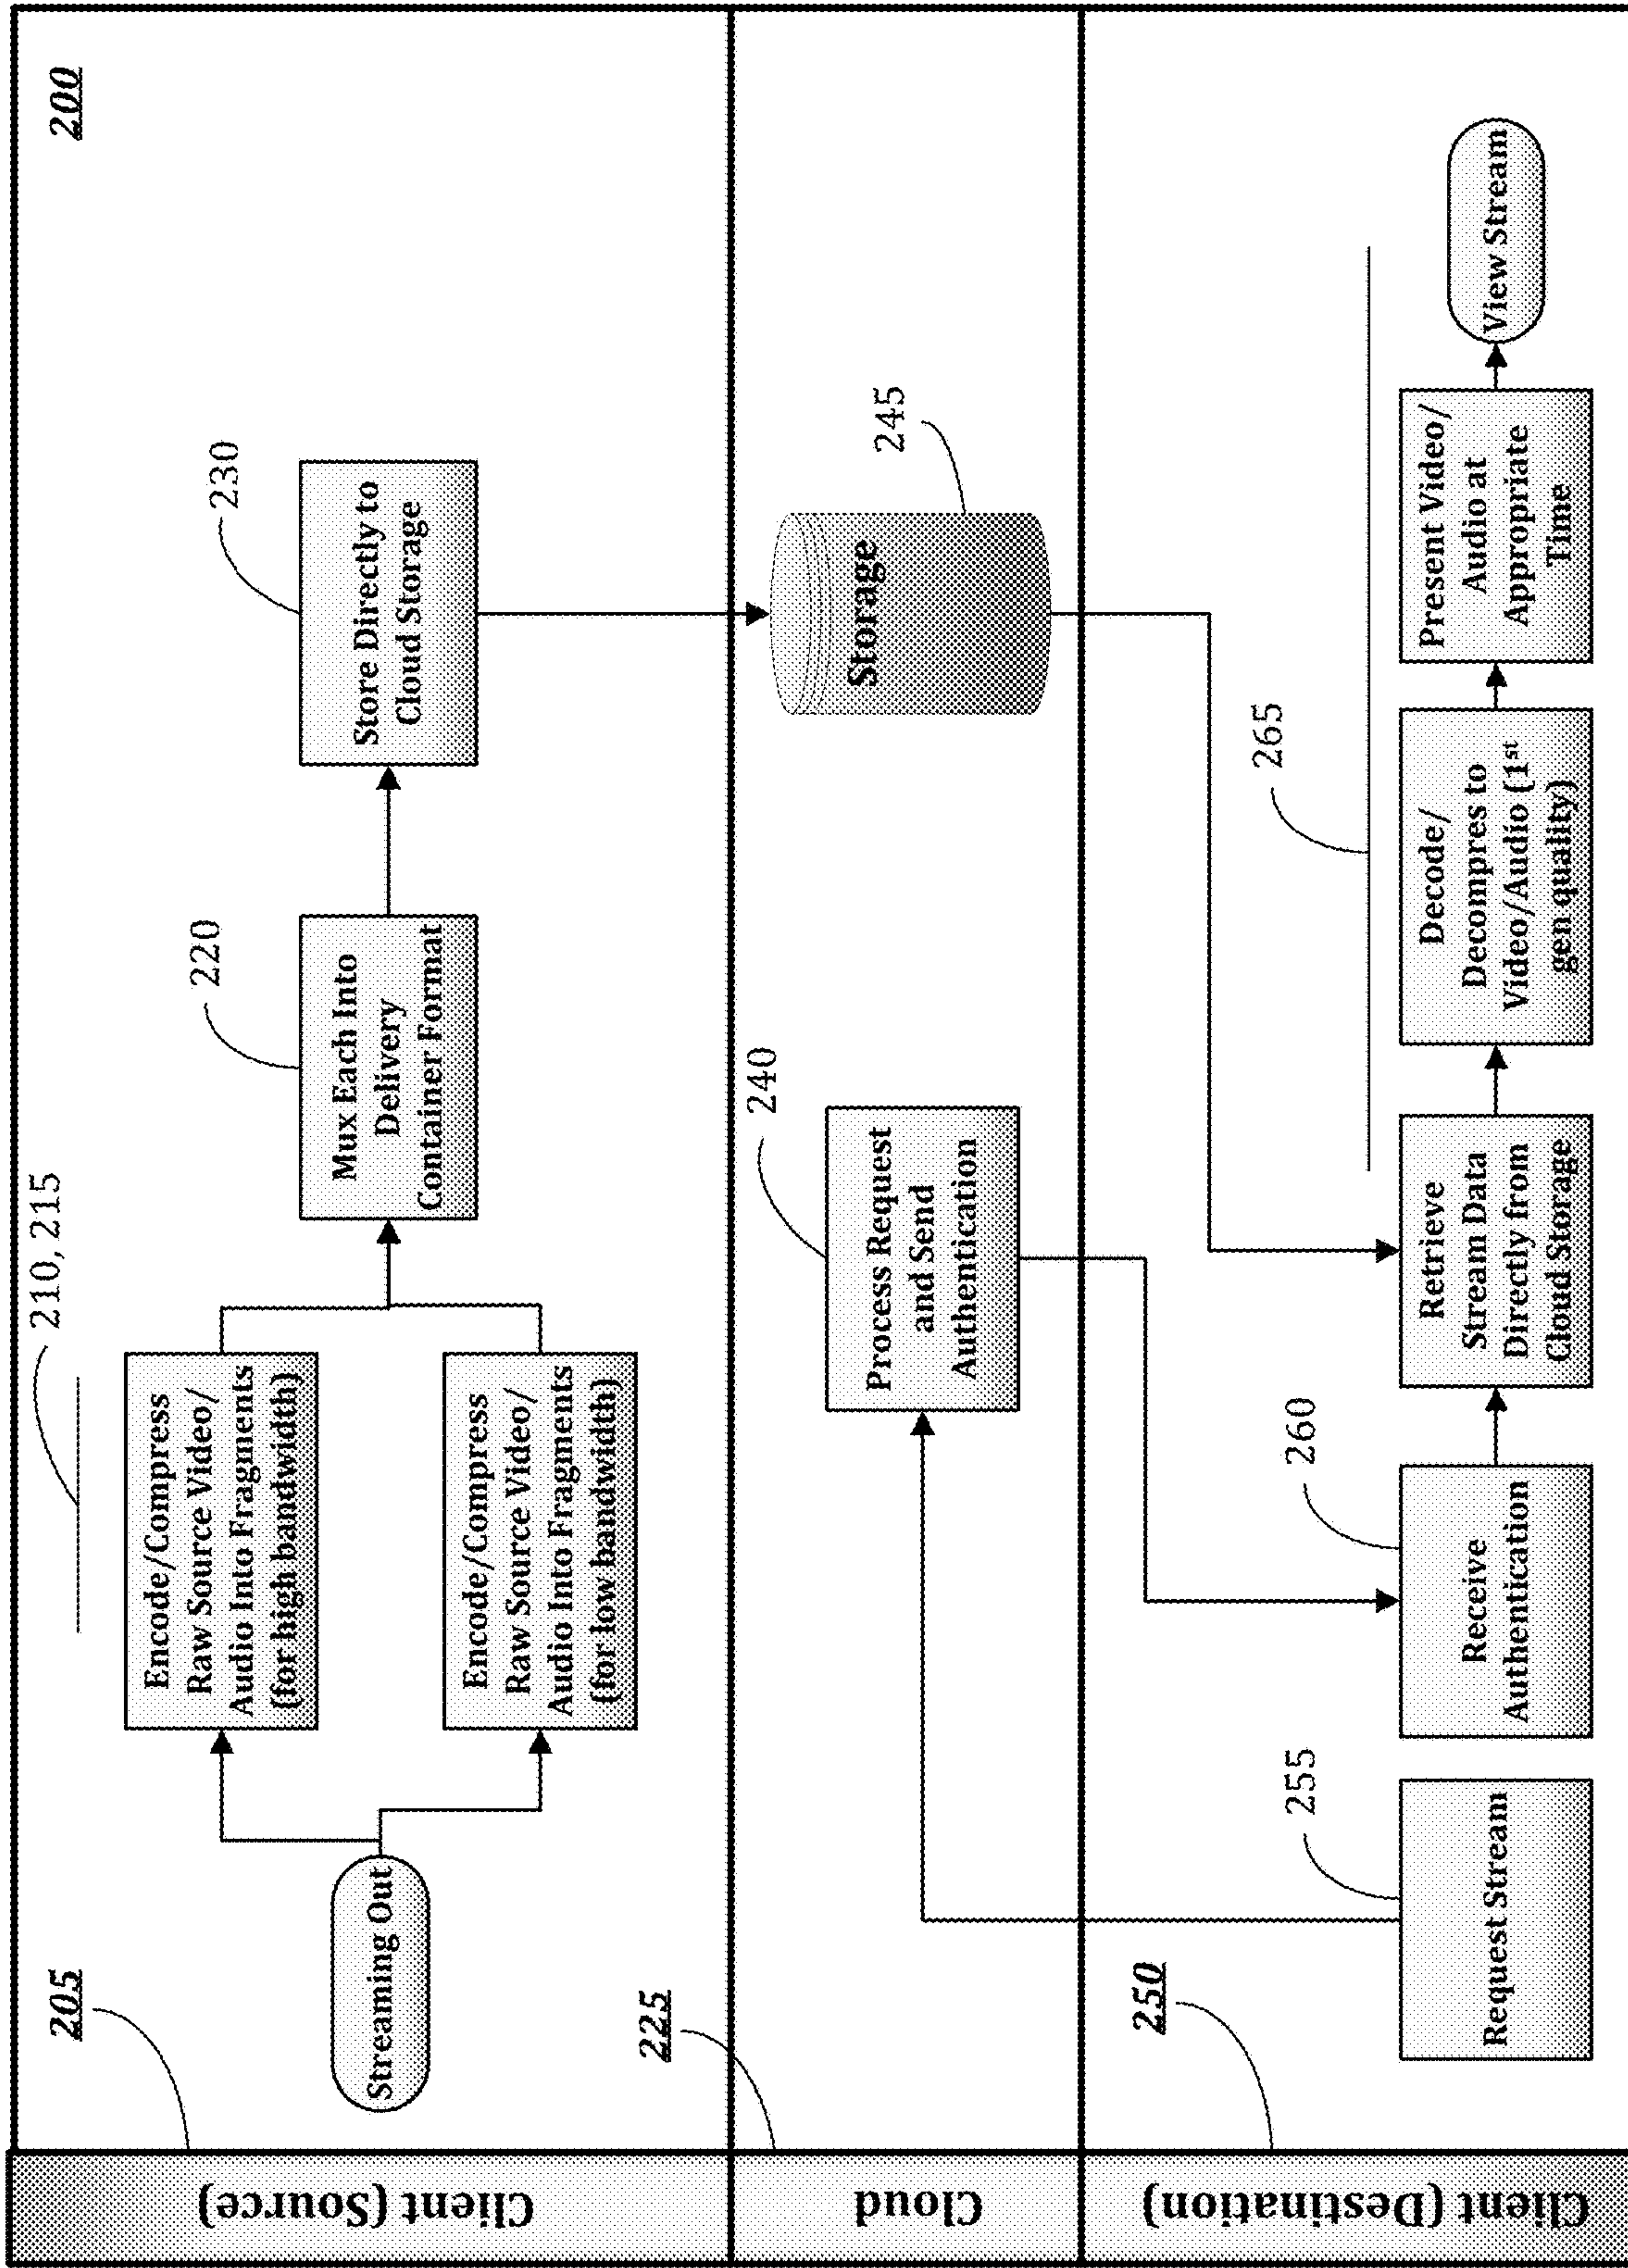 200
Client (Source)
205
Streaming Out
210, 215
Encode/Compress
Raw Source Video/
Audio Into Fragments
(for high bandwidth)
Encode/Compress
Raw Source Video/
Audio Into Fragments
(for low bandwidth)
220
Mux Each Into
Delivery
Container Format
230
Store Directly to
Cloud Storage
Cloud
225
240
Process Request
and Send
Authentication
Storage
245
Client (Destination)
250
255
Request Stream
260
Receive
Authentication
Retrieve
Stream Data
Directly from
Cloud Storage
265
Decode/
Decompres to
Video/Audio (1st
gen quality)
Present Video/
Audio at
Appropriate
Time
View Stream